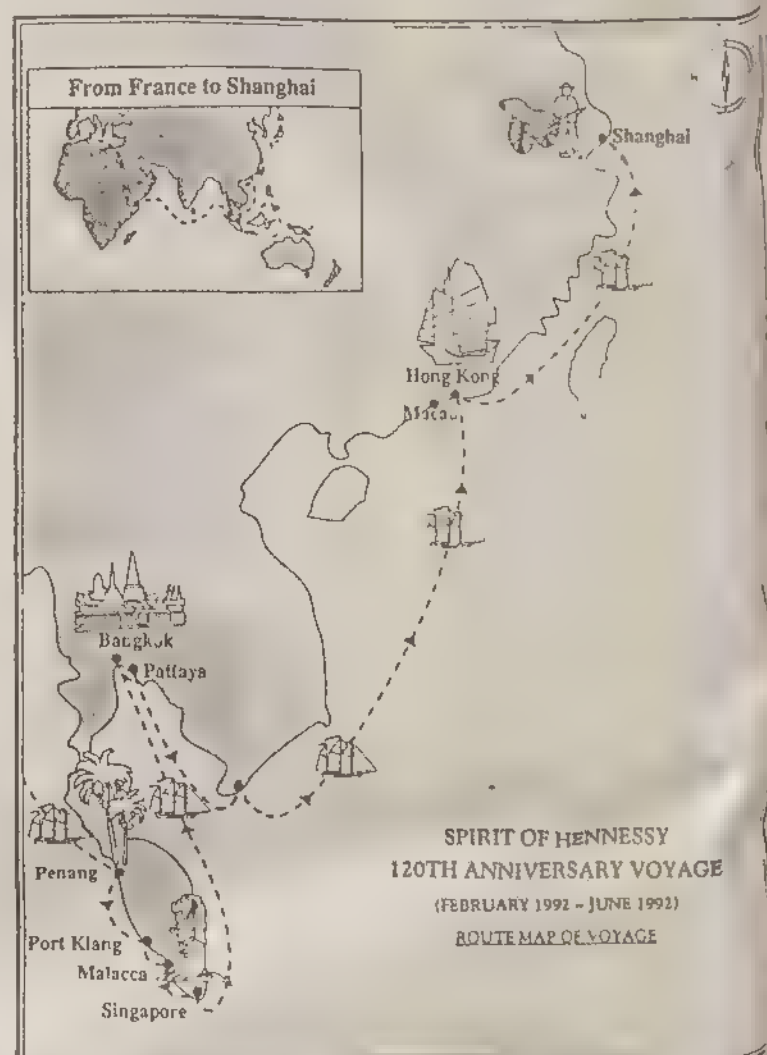 From France to Shanghai
Shanghai
Hong Kong
Macau
Bangkok
Pattaya
Penang
Port Klang
Malacca
Singapore
SPIRIT OF HENNESSY
120TH ANNIVERSARY VOYAGE
(FEBRUARY 1992 – JUNE 1992)
ROUTE MAP OF VOYAGE